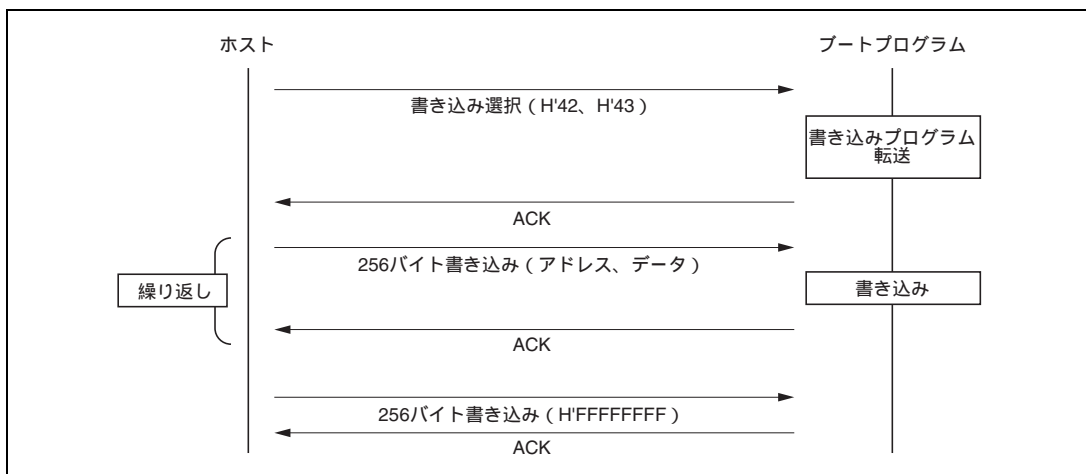 ホスト
ブートプログラム
書き込み選択(H'42、H'43)
書き込みプログラム
転送
ACK
256バイト書き込み(アドレス、データ)
繰り返し
書き込み
ACK
256バイト書き込み(H'FFFFFFFF)
ACK